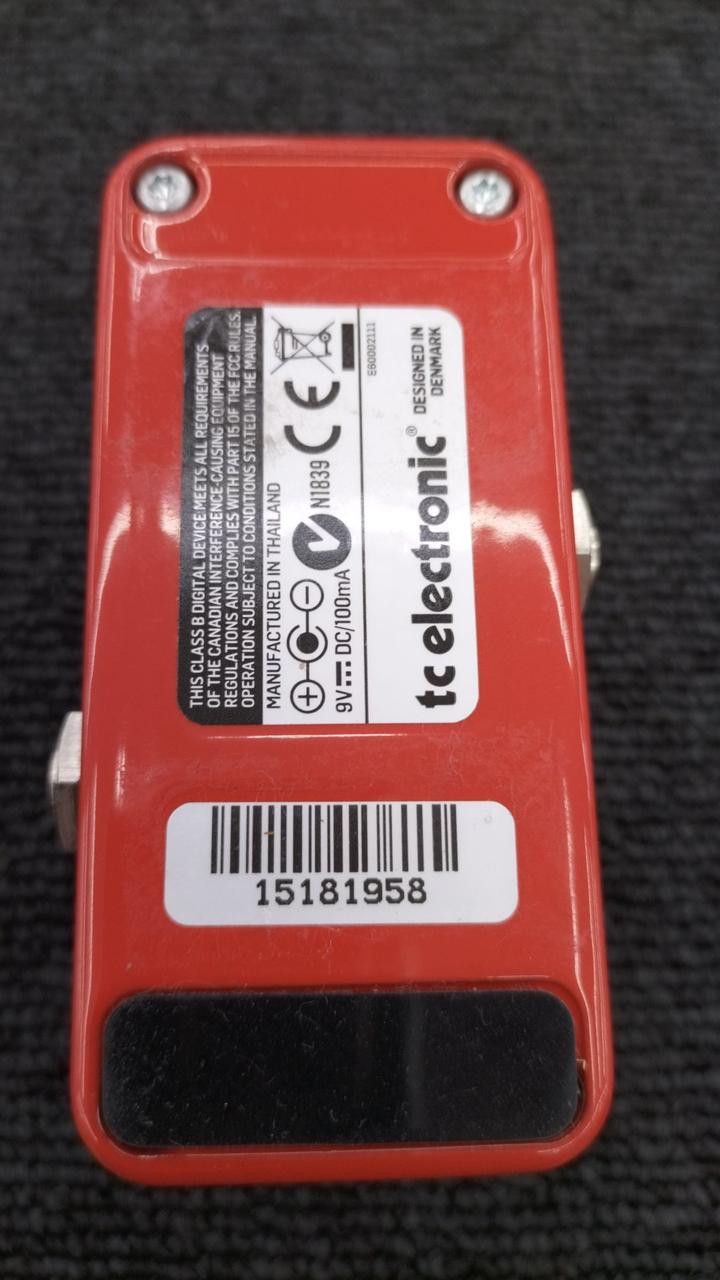 THIS CLASS B DIGITAL DEVICE MEETS ALL REQUIREMENTS
OF THE CANADIAN INTERFERENCE-CAUSING EQUIPMENT
REGULATIONS AND COMPLIES WITH PART 15 OF THE FCC RULES.
OPERATION SUBJECT TO CONDITIONS STATED IN THE MANUAL.
MANUFACTURED IN THAILAND
N1839
CE
9V DC/100mA
E60002111
tc electronic®
DESIGNED IN
DENMARK
15181958